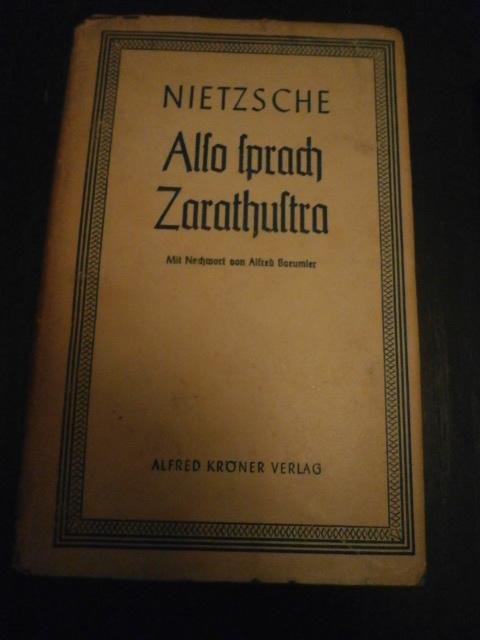 NIETZSCHE
Alſo ſprach
Zarathuſtra
Mit Nachwort von Alfred Baeumler
ALFRED KRÖNER VERLAG